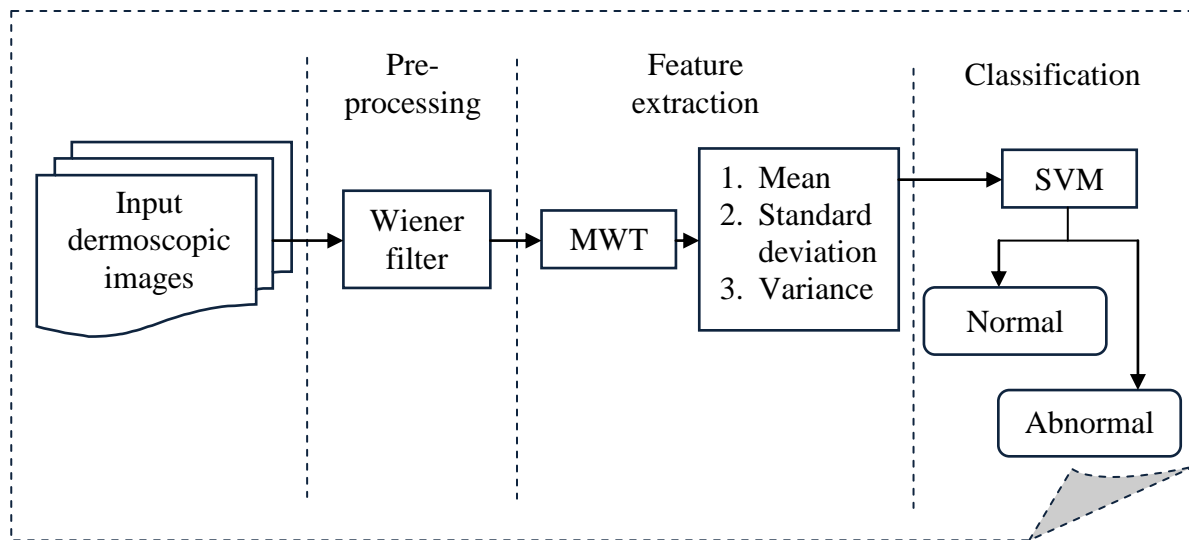 Pre-
processing
Feature
extraction
Classification
Input
dermoscopic
images
Wiener
filter
MWT
1. Mean
2. Standard
deviation
3. Variance
SVM
Normal
Abnormal